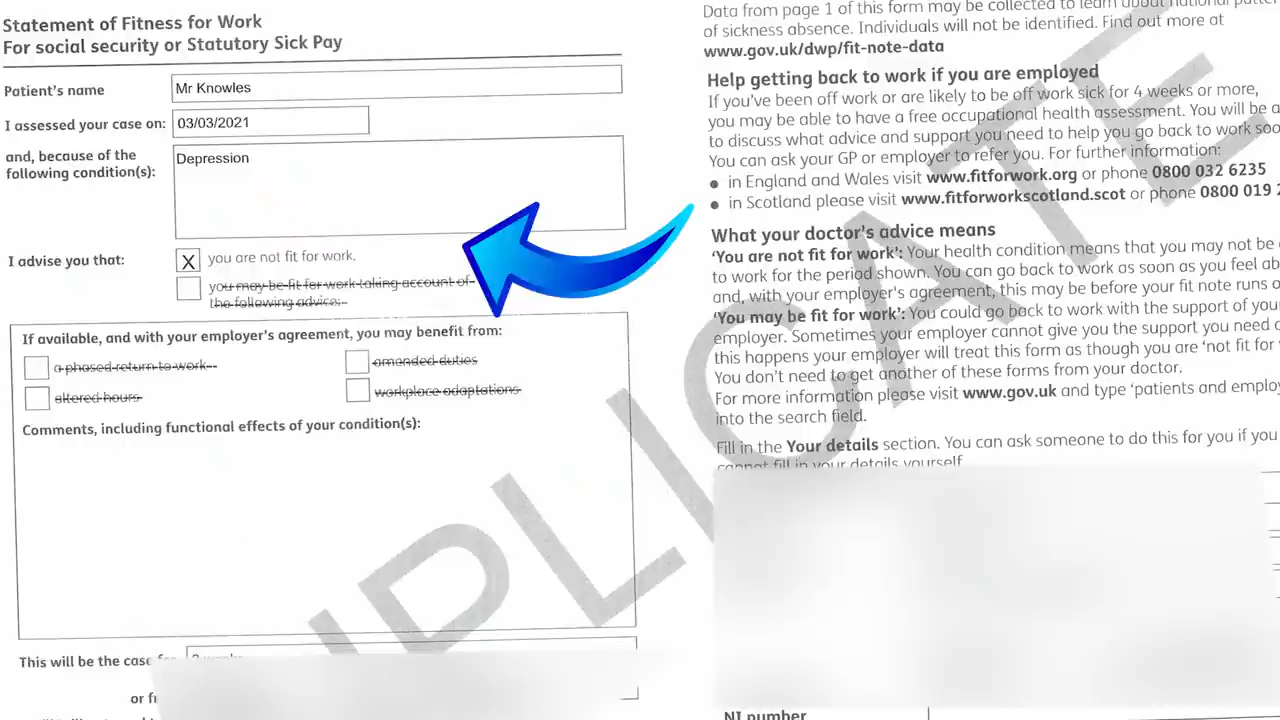 Statement of Fitness for Work
For social security or Statutory Sick Pay
Patient's name
Mr Knowles
I assessed your case on:
03/03/2021
and, because of the
following condition(s):
Depression
I advise you that:
X
you are not fit for work.
you may be fit for work taking account of
the following advice:
If available, and with your employer's agreement, you may benefit from:
a phased return to work
amended duties
altered hours
workplace adaptations
Comments, including functional effects of your condition(s):
This will be the case
or
Data from page 1 of this form may be collected to learn about national
of sickness absence. Individuals will not be identified. Find out more at
www.gov.uk/dwp/fit-note-data
Help getting back to work if you are employed
If you've been off work or are likely to be off work sick for 4 weeks or more,
you may be able to have a free occupational health assessment. You will be
to discuss what advice and support you need to help you go back to work
You can ask your GP or employer to refer you. For further information:
• in England and Wales visit www.fitforwork.org or phone 0800 032 6235
• in Scotland please visit www.fitforworkscotland.scot or phone 0800 019
What your doctor's advice means
'You are not fit for work': Your health condition means that you may not be
to work for the period shown. You can go back to work as soon as you feel
and, with your employer's agreement, this may be before your fit note runs
'You may be fit for work': You could go back to work with the support of your
employer. Sometimes your employer cannot give you the support you need
this happens your employer will treat this form as though you are 'not fit for
You don't need to get another of these forms from your doctor.
For more information please visit www.gov.uk and type 'patients and
into the search field.
Fill in the Your details section. You can ask someone to do this for you if you
cannot fill in your details yourself
NI number